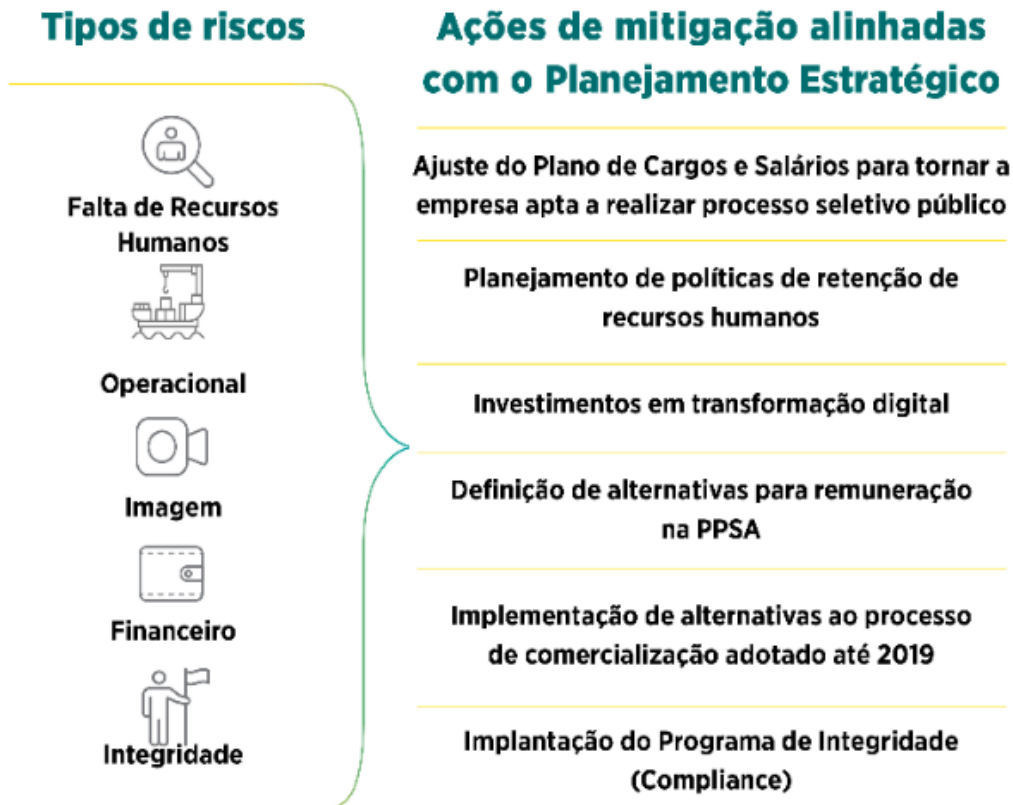 Tipos de riscos
Falta de Recursos
Humanos
Operacional
Imagem
Financeiro
Integridade
Ações de mitigação alinhadas
com o Planejamento Estratégico
Ajuste do Plano de Cargos e Salários para tornar a
empresa apta a realizar processo seletivo público
Planejamento de políticas de retenção de
recursos humanos
Investimentos em transformação digital
Definição de alternativas para remuneração
na PPSA
Implementação de alternativas ao processo
de comercialização adotado até 2019
Implantação do Programa de Integridade
(Compliance)